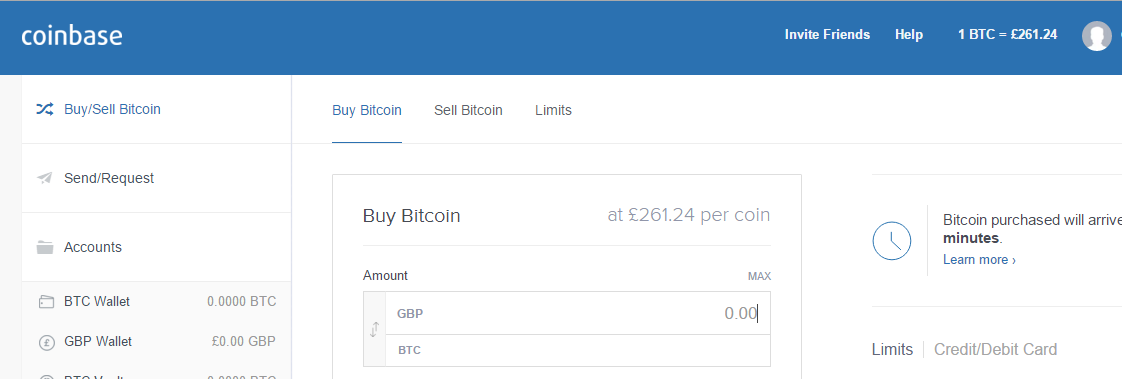 coinbase
Invite Friends Help 1 BTC = £261.24
Buy/Sell Bitcoin
Send/Request
Accounts
BTC Wallet 0.0000 BTC
GBP Wallet £0.00 GBP
Buy Bitcoin Sell Bitcoin Limits
Buy Bitcoin at £261.24 per coin
Amount MAX
GBP 0.00
BTC
Bitcoin purchased will arrive
minutes.
Learn more ›
Limits Credit/Debit Card